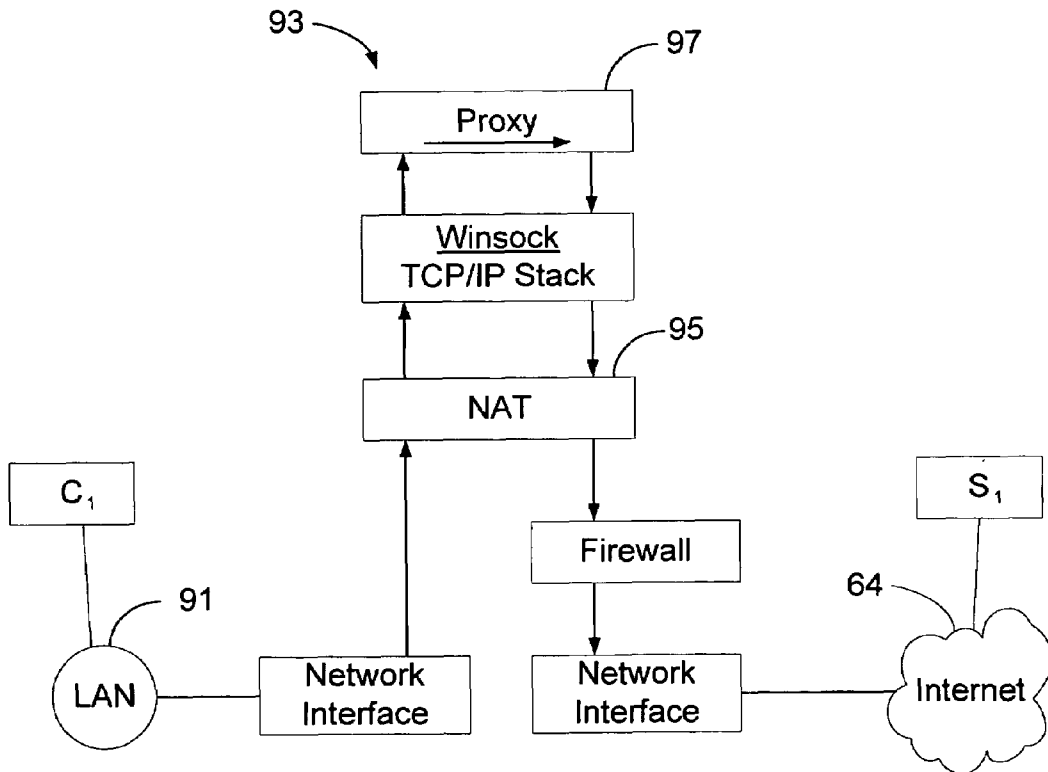 93
97
Proxy
Winsock
TCP/IP Stack
95
NAT
C₁
S₁
Firewall
91
64
LAN
Network
Interface
Network
Interface
Internet